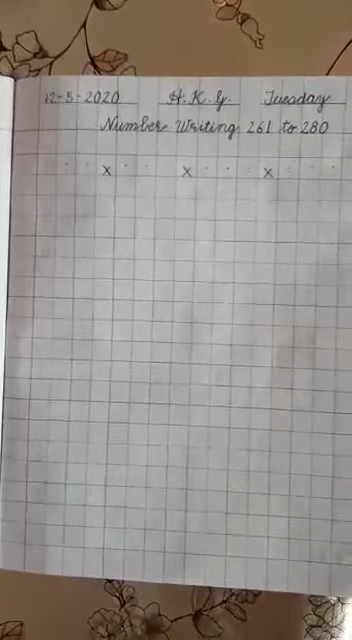 12-5-2020 H.K.G. Tuesday
Number Writing 261 to 280
x x x